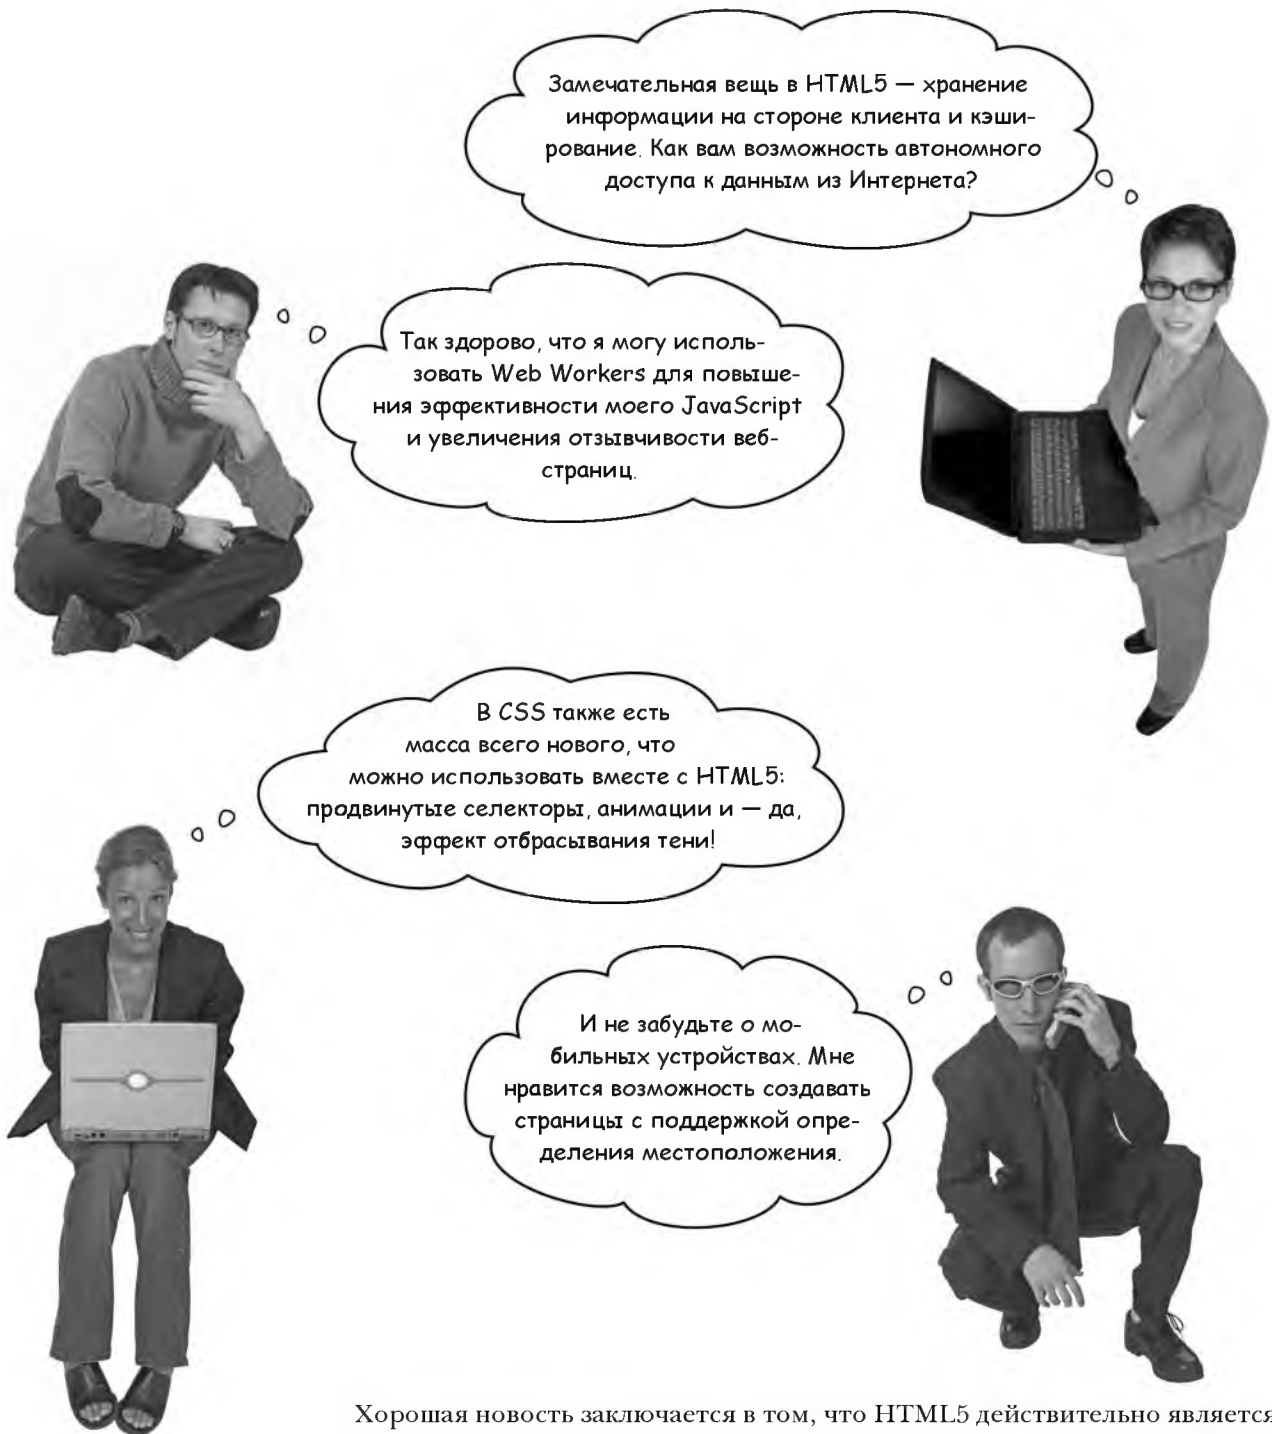 Замечательная вещь в HTML5 — хранение
информации на стороне клиента и кэши-
рование. Как вам возможность автономного
доступа к данным из Интернета?
Так здорово, что я могу исполь-
зовать Web Workers для повыше-
ния эффективности моего JavaScript
и увеличения отзывчивости веб-
страниц.
В CSS также есть
масса всего нового, что
можно использовать вместе с HTML5:
продвинутые селекторы, анимации и — да,
эффект отбрасывания тени!
И не забудьте о мо-
бильных устройствах. Мне
нравится возможность создавать
страницы с поддержкой опре-
деления местоположения.
Хорошая новость заключается в том, что HTML5 действительно является